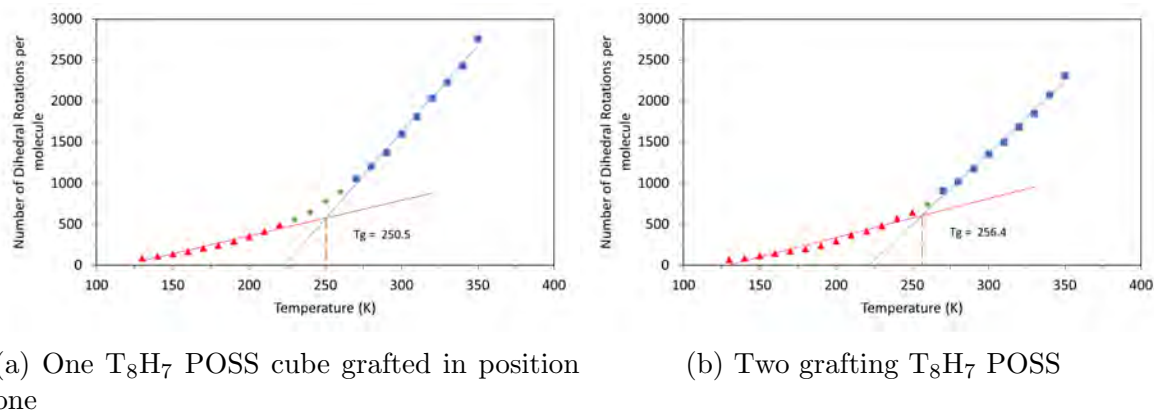 Number of Dihedral Rotations per
molecule
3000
2500
2000
1500
1000
500
0
100
150
200
250
300
350
400
Tg = 250.5
Temperature (K)
(a) One T₈H₇ POSS cube grafted in position
one
Number of Dihedral Rotations per
molecule
3000
2500
2000
1500
1000
500
0
100
150
200
250
300
350
400
Tg = 256.4
Temperature (K)
(b) Two grafting T₈H₇ POSS